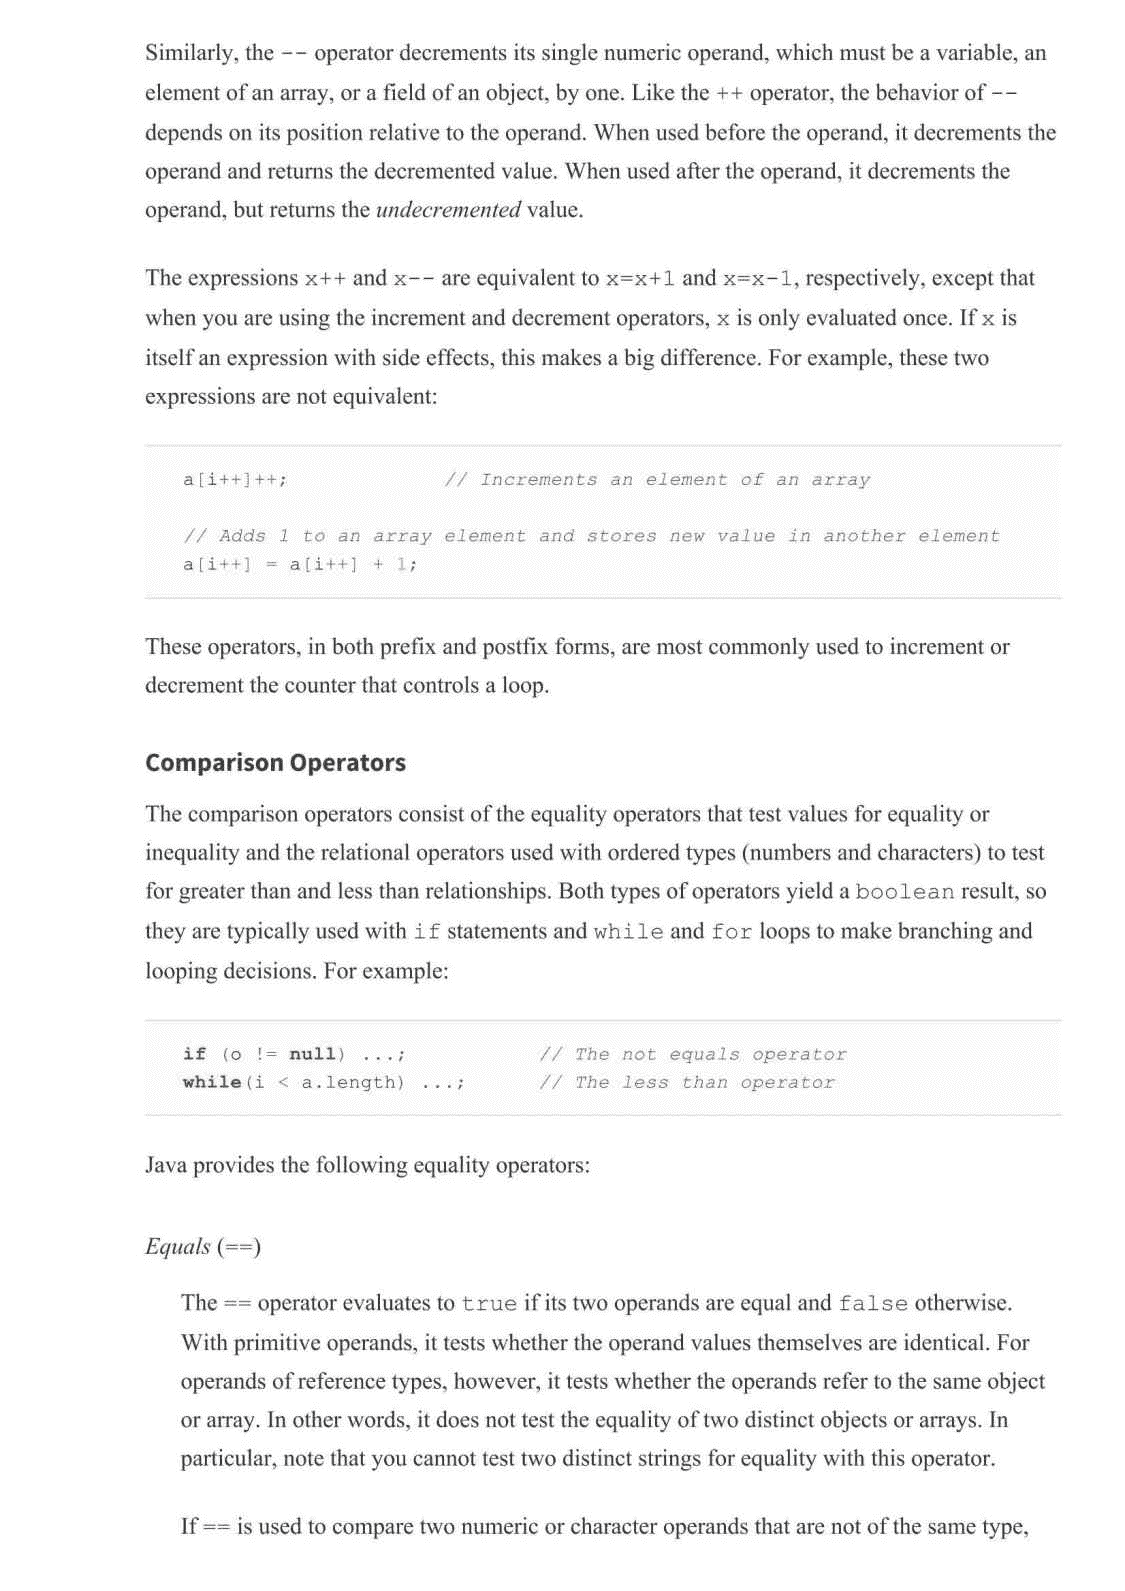 Similarly, the -- operator decrements its single numeric operand, which must be a variable, an
element of an array, or a field of an object, by one. Like the ++ operator, the behavior of --
depends on its position relative to the operand. When used before the operand, it decrements the
operand and returns the decremented value. When used after the operand, it decrements the
operand, but returns the undecremented value.
The expressions x++ and x-- are equivalent to x=x+1 and x=x-1, respectively, except that
when you are using the increment and decrement operators, x is only evaluated once. If x is
itself an expression with side effects, this makes a big difference. For example, these two
expressions are not equivalent:
a[i++]++; // Increments an element of an array
// Adds 1 to an array element and stores new value in another element
a[i++] = a[i++] + 1;
These operators, in both prefix and postfix forms, are most commonly used to increment or
decrement the counter that controls a loop.
Comparison Operators
The comparison operators consist of the equality operators that test values for equality or
inequality and the relational operators used with ordered types (numbers and characters) to test
for greater than and less than relationships. Both types of operators yield a boolean result, so
they are typically used with if statements and while and for loops to make branching and
looping decisions. For example:
if (o != null) ...; // The not equals operator
while(i < a.length) ...; // The less than operator
Java provides the following equality operators:
Equals (==)
The == operator evaluates to true if its two operands are equal and false otherwise.
With primitive operands, it tests whether the operand values themselves are identical. For
operands of reference types, however, it tests whether the operands refer to the same object
or array. In other words, it does not test the equality of two distinct objects or arrays. In
particular, note that you cannot test two distinct strings for equality with this operator.
If == is used to compare two numeric or character operands that are not of the same type,